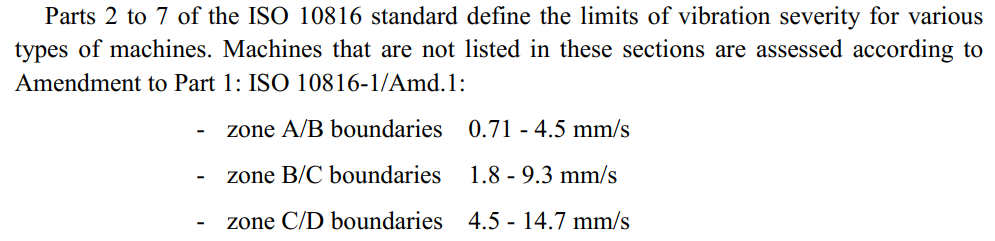 Parts 2 to 7 of the ISO 10816 standard define the limits of vibration severity for various
types of machines. Machines that are not listed in these sections are assessed according to
Amendment to Part 1: ISO 10816-1/Amd.1:
- zone A/B boundaries 0.71 - 4.5 mm/s
- zone B/C boundaries 1.8 - 9.3 mm/s
- zone C/D boundaries 4.5 - 14.7 mm/s